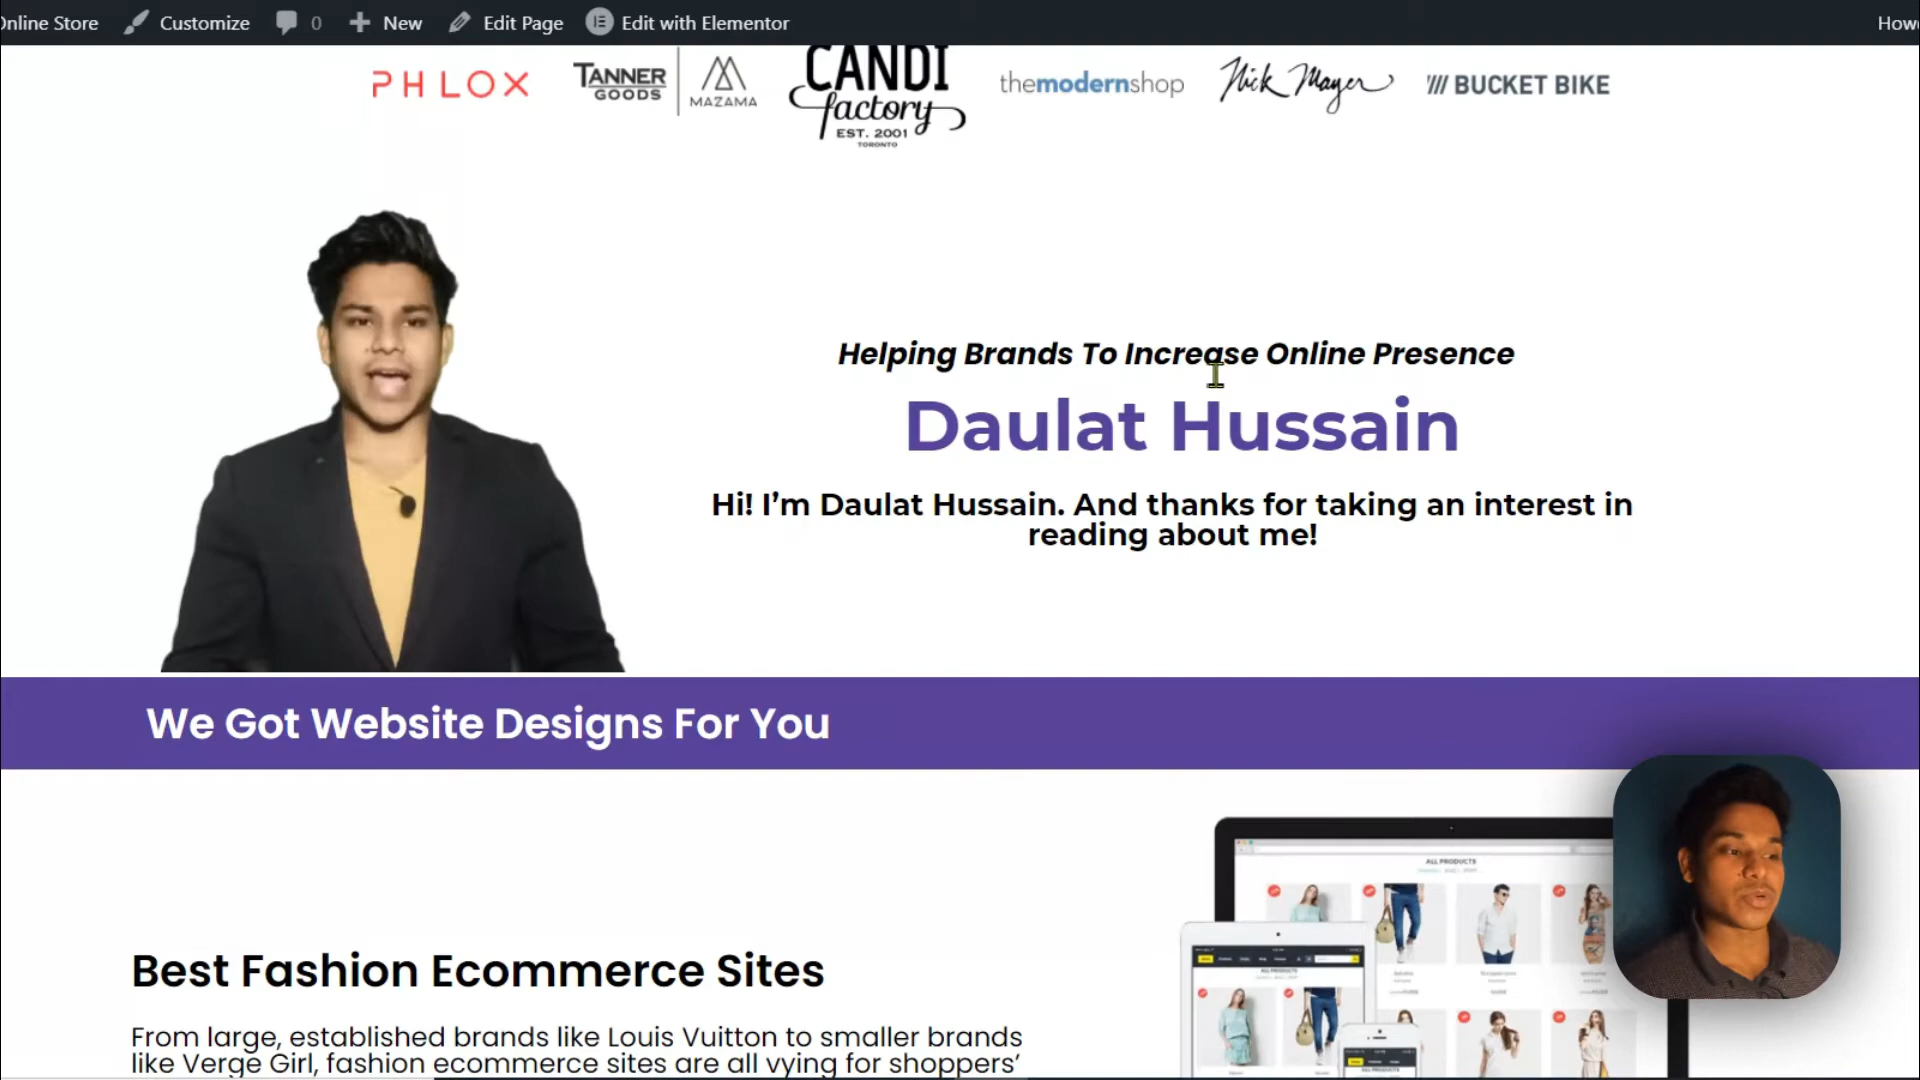 Online Store Customize 0 New Edit Page Edit with Elementor How
PHLOX
TANNER
GOODS
MAZAMA
CANDI
factory
EST. 2001
TORONTO
themodernshop
Nick Mayer
BUCKET BIKE
Helping Brands To Increase Online Presence
Daulat Hussain
Hi! I’m Daulat Hussain. And thanks for taking an interest in
reading about me!
We Got Website Designs For You
Best Fashion Ecommerce Sites
From large, established brands like Louis Vuitton to smaller brands
like Verge Girl, fashion ecommerce sites are all vying for shoppers’
ALL PRODUCTS
ALL PRODUCTS